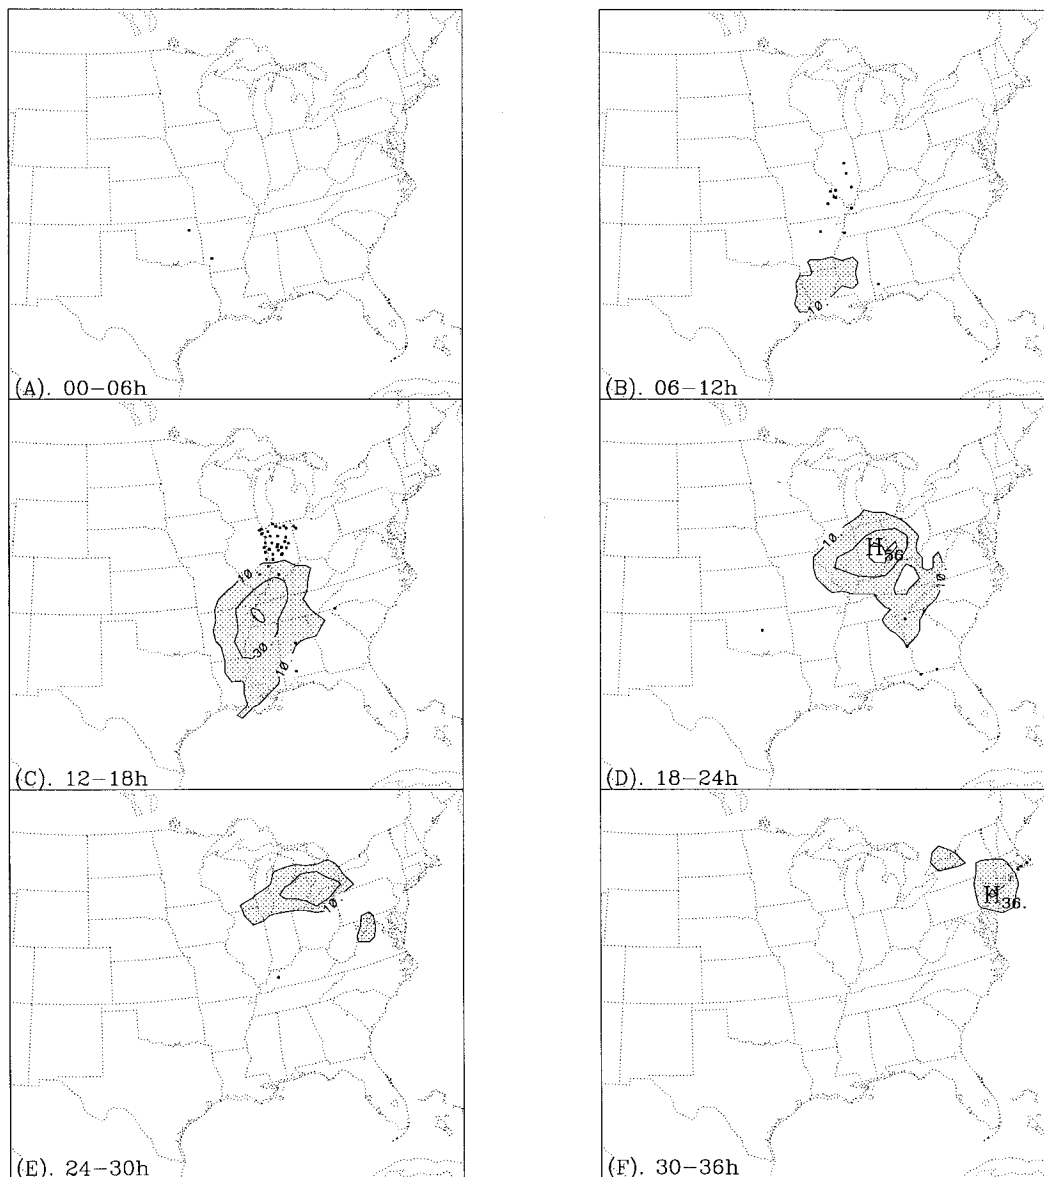 .10.
(A). 00-06h
(B). 06-12h
10.
30
10
(C). 12-18h
10.
H 36.
10.
(D). 18-24h
10.
H 36.
(E). 24-30h
(F). 30-36h